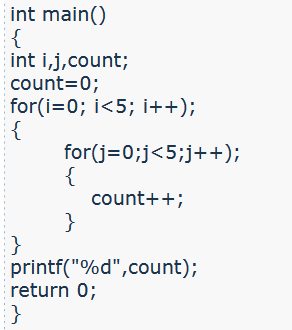 int main()
{
int i,j,count;
count=0;
for(i=0; i<5; i++);
{
for(j=0;j<5;j++);
{
count++;
}
}
printf("%d",count);
return 0;
}